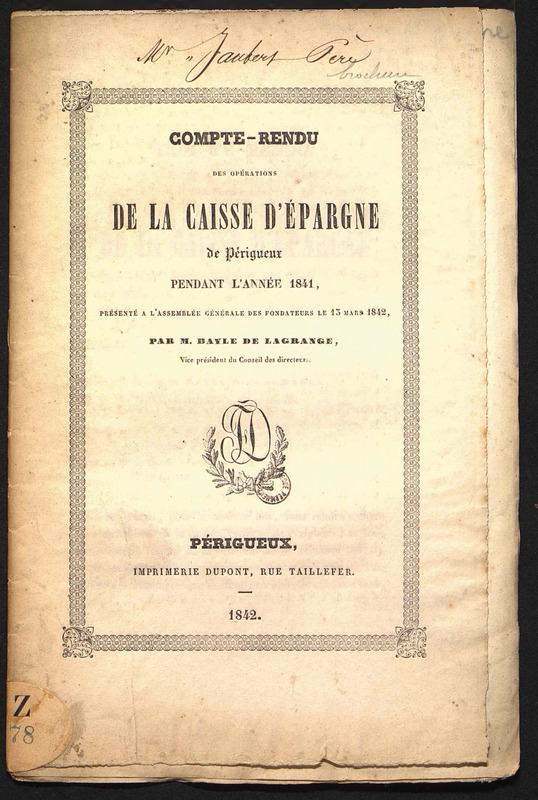 Mr Jaubert Père
brochure
COMPTE-RENDU
DES OPÉRATIONS
DE LA CAISSE D'ÉPARGNE
de Périgueux
PENDANT L'ANNÉE 1841,
PRÉSENTÉ A L'ASSEMBLÉE GÉNÉRALE DES FONDATEURS LE 13 MARS 1842,
PAR M. BAYLE DE LAGRANGE,
Vice président du Conseil des directeurs.
PÉRIGUEUX,
IMPRIMERIE DUPONT, RUE TAILLEFER.
1842.
Z
78